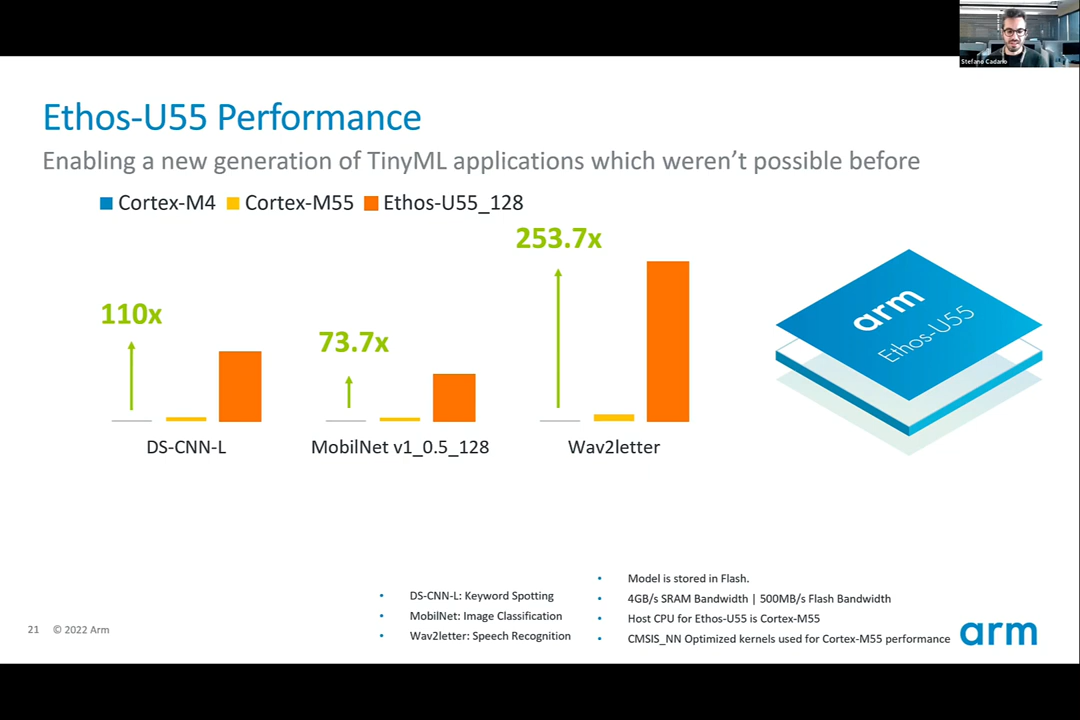 Stefano Cadario
Ethos-U55 Performance
Enabling a new generation of TinyML applications which weren't possible before
Cortex-M4 Cortex-M55 Ethos-U55_128
253.7x
110x
73.7x
arm
Ethos-U55
DS-CNN-L
MobilNet v1_0.5_128
Wav2letter
• DS-CNN-L: Keyword Spotting
• MobilNet: Image Classification
• Wav2letter: Speech Recognition
• Model is stored in Flash.
• 4GB/s SRAM Bandwidth | 500MB/s Flash Bandwidth
• Host CPU for Ethos-U55 is Cortex-M55
• CMSIS_NN Optimized kernels used for Cortex-M55 performance
21 © 2022 Arm
arm